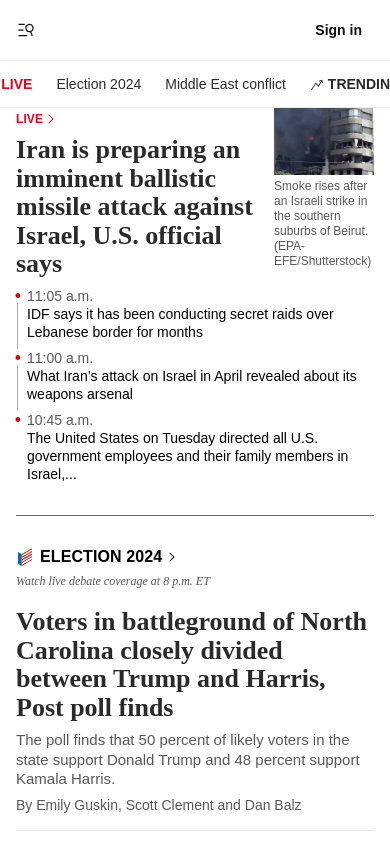 Sign in
LIVE Election 2024 Middle East conflict TRENDIN
LIVE
Iran is preparing an
imminent ballistic
missile attack against
Israel, U.S. official
says
Smoke rises after
an Israeli strike in
the southern
suburbs of Beirut.
(EPA-
EFE/Shutterstock)
11:05 a.m.
IDF says it has been conducting secret raids over
Lebanese border for months
11:00 a.m.
What Iran’s attack on Israel in April revealed about its
weapons arsenal
10:45 a.m.
The United States on Tuesday directed all U.S.
government employees and their family members in
Israel,...
ELECTION 2024
Watch live debate coverage at 8 p.m. ET
Voters in battleground of North
Carolina closely divided
between Trump and Harris,
Post poll finds
The poll finds that 50 percent of likely voters in the
state support Donald Trump and 48 percent support
Kamala Harris.
By Emily Guskin, Scott Clement and Dan Balz